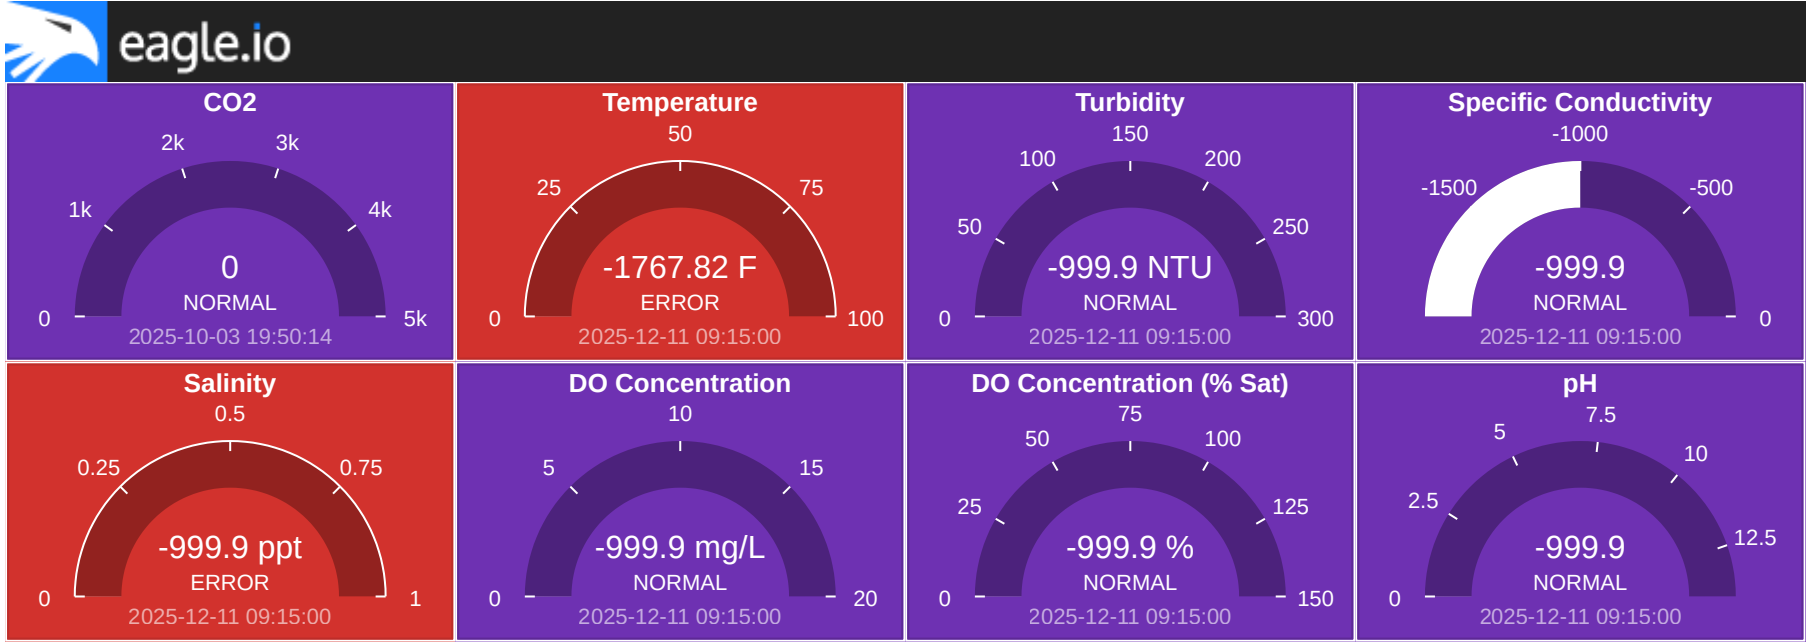 eagle.io
CO2
0
1k
2k
3k
4k
5k
0
NORMAL
2025-10-03 19:50:14
Temperature
0
25
50
75
100
-1767.82 F
ERROR
2025-12-11 09:15:00
Turbidity
0
50
100
150
200
250
300
-999.9 NTU
NORMAL
2025-12-11 09:15:00
Specific Conductivity
-1500
-1000
-500
0
-999.9
NORMAL
2025-12-11 09:15:00
Salinity
0
0.25
0.5
0.75
1
-999.9 ppt
ERROR
2025-12-11 09:15:00
DO Concentration
0
5
10
15
20
-999.9 mg/L
NORMAL
2025-12-11 09:15:00
DO Concentration (% Sat)
0
25
50
75
100
125
150
-999.9 %
NORMAL
2025-12-11 09:15:00
pH
0
2.5
5
7.5
10
12.5
-999.9
NORMAL
2025-12-11 09:15:00